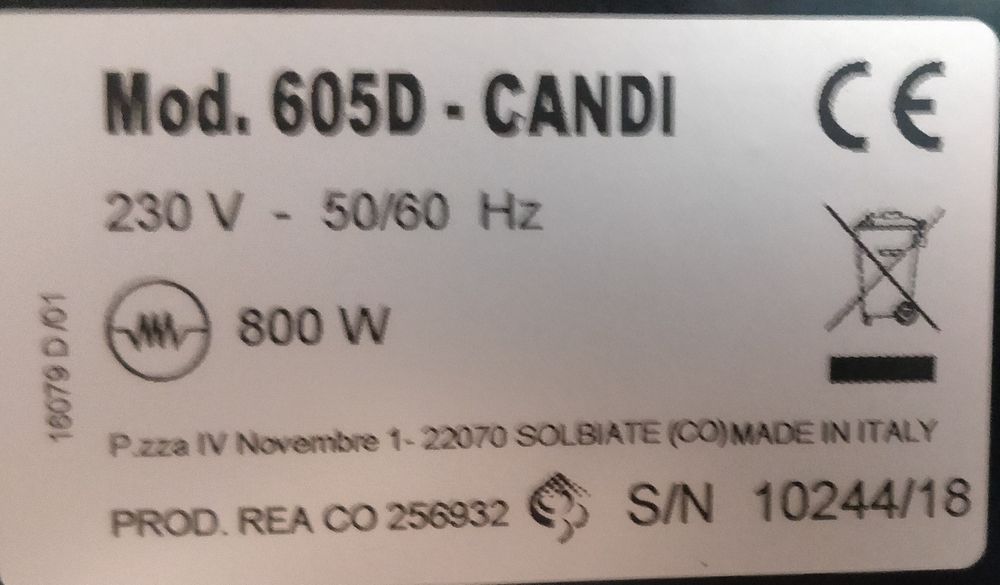 Mod. 605D - CANDI
CE
230 V - 50/60 Hz
800 W
16079 D /01
P.zza IV Novembre 1- 22070 SOLBIATE (CO)MADE IN ITALY
PROD. REA CO 256932 S/N 10244/18